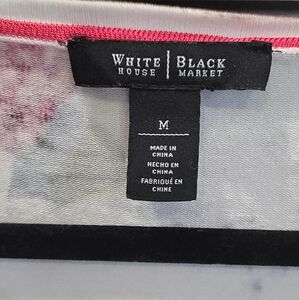 WHITE | BLACK
HOUSE | MARKET
M
MADE IN
CHINA
HECHO EN
CHINA
FABRIQUÉ EN
CHINE